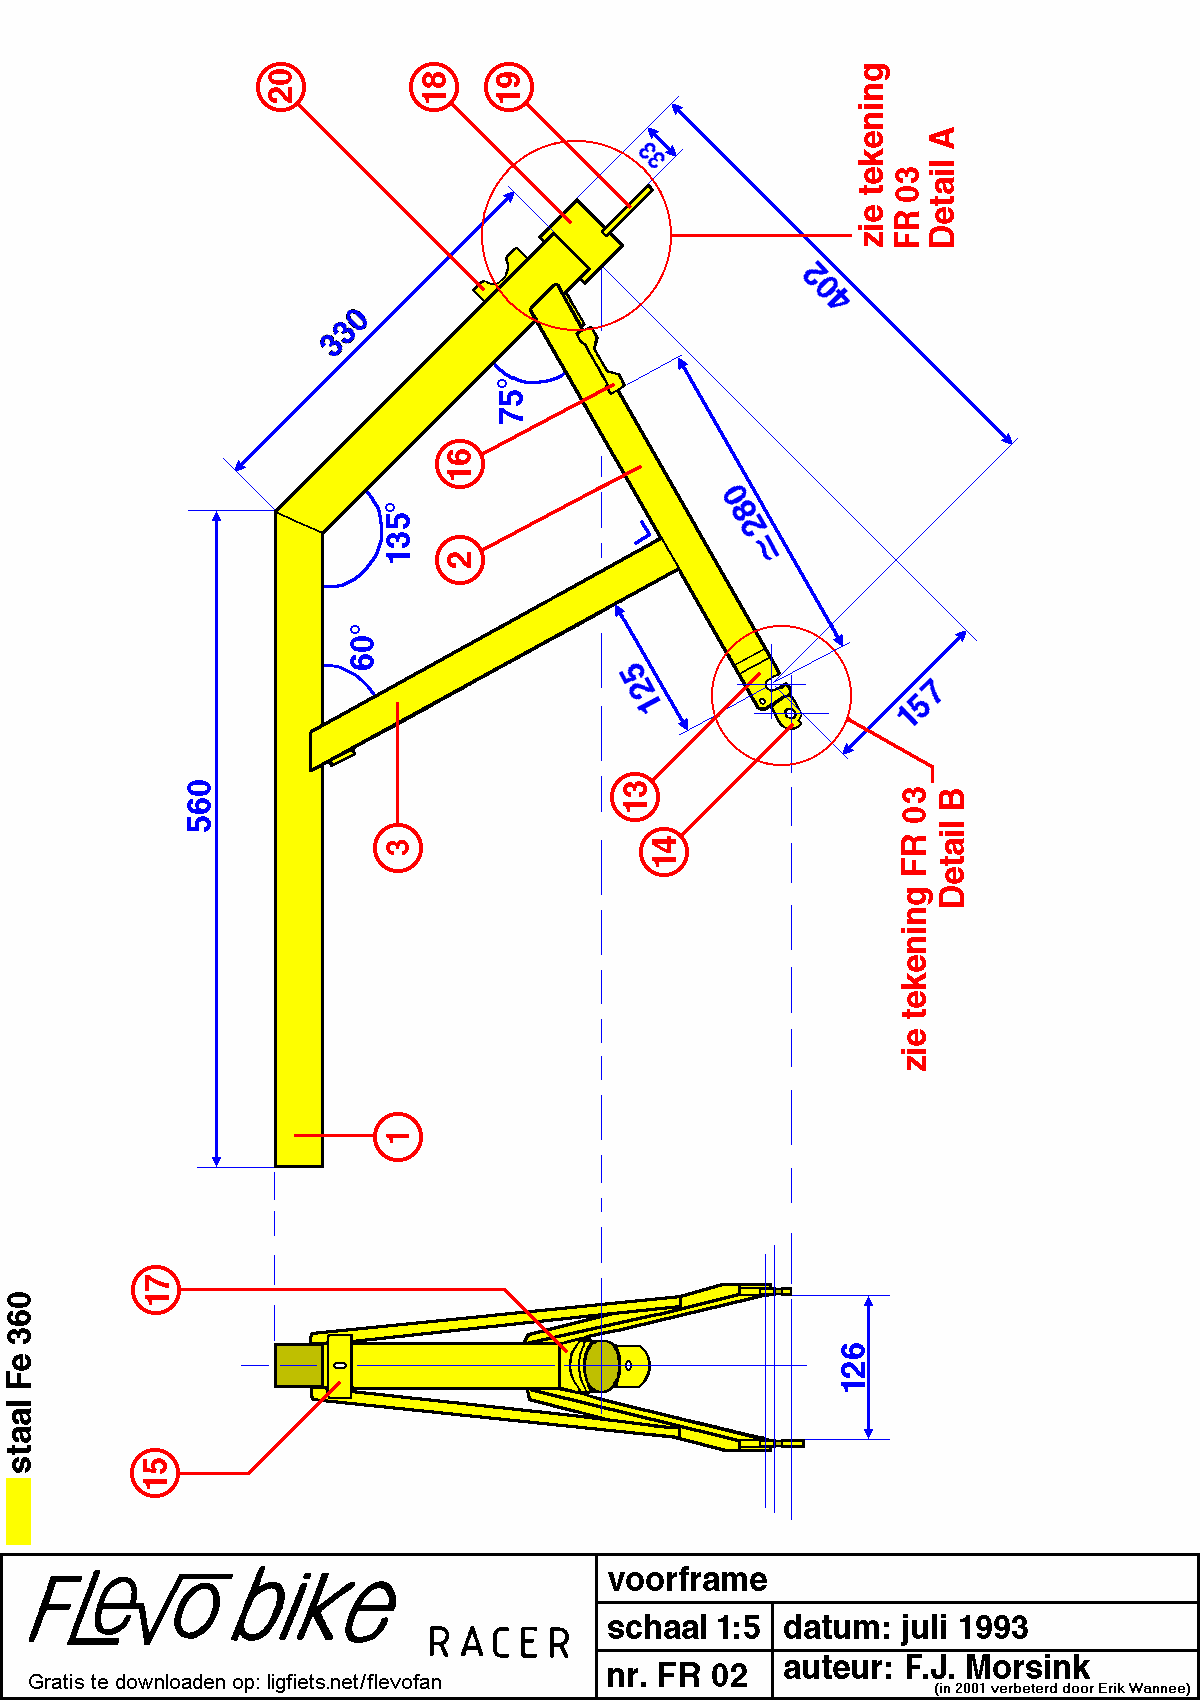 20
18
19
33
402
zie tekening
FR 03
Detail A
330
75°
16
135°
2
≈280
60°
125
157
560
3
13
14
zie tekening FR 03
Detail B
1
17
15
126
staal Fe 360
Flevobike
RACER
Gratis te downloaden op: ligfiets.net/flevofan
voorframe
schaal 1:5
datum: juli 1993
nr. FR 02
auteur: F.J. Morsink
(in 2001 verbeterd door Erik Wannee)